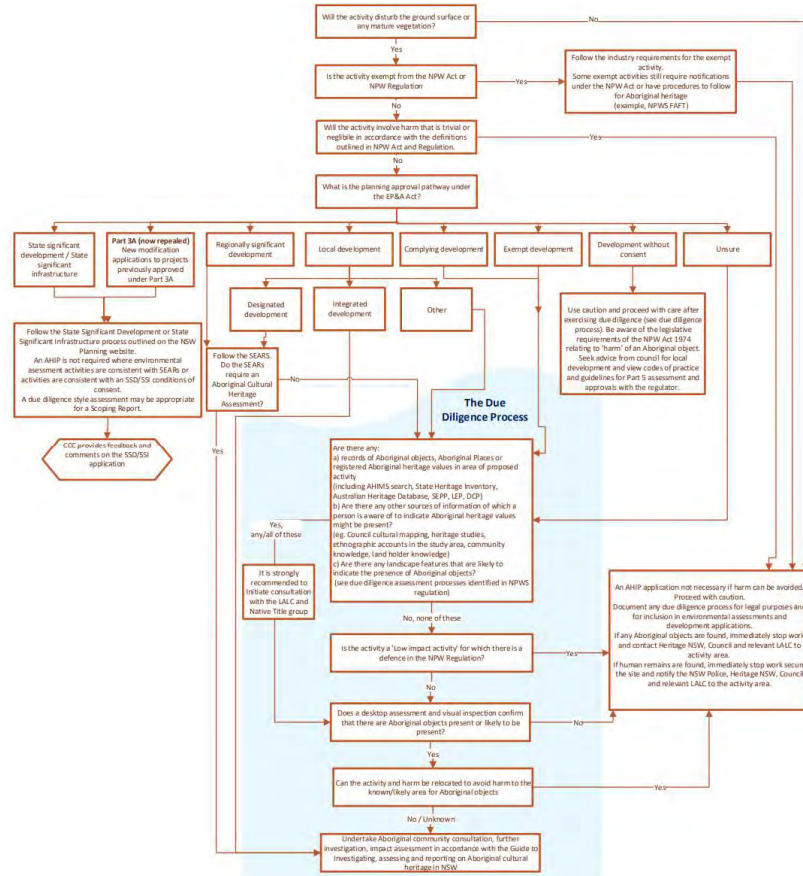 Will the activity disturb the ground surface or
any mature vegetation?
No
Yes
Is the activity exempt from the NPW Act or
NPW Regulation
Yes
Follow the industry requirements for the exempt
activity.
Some exempt activities still require notifications
under the NPW Act or have procedures to follow
for Aboriginal heritage
(example, NPWS FAFT)
No
Will the activity involve harm that is trivial or
neglibile in accordance with the definitions
outlined in NPW Act and Regulation.
Yes
No
What is the planning approval pathway under
the EP&A Act?
State significant
development / State
significant
infrastructure
Part 3A (now repealed)
New modification
applications to projects
previously approved
under Part 3A
Regionally significant
development
Local development
Complying development
Exempt development
Development without
consent
Unsure
Designated
development
Integrated
development
Other
Follow the State Significant Development or State
Significant Infrastructure process outlined on the NSW
Planning website.
An AHIP is not required where environmental
asessment activities are consistent with SEARs or
activities are consistent with an SSD/SSI conditions of
consent.
A due diligence style assessment may be appropriate
for a Scoping Report.
Follow the SEARS.
Do the SEARs
require an
Aboriginal Cultural
Heritage
Assessment?
No
Yes
Use caution and proceed with care after
exercising due diligence (see due diligence
process). Be aware of the legislative
requirements of the NPW Act 1974
relating to 'harm' of an Aboriginal object.
Seek advice from council for local
development and view codes of practice
and guidelines for Part 5 assessment and
approvals with the regulator.
CCC provides feedback and
comments on the SSD/SSI
application
The Due
Diligence Process
Are there any:
a) records of Aboriginal objects, Aboriginal Places or
registered Aboriginal heritage values in area of proposed
activity
(including AHIMS search, State Heritage Inventory,
Australian Heritage Database, SEPP, LEP, DCP)
b) Are there any other sources of information of which a
person is aware of to indicate Aboriginal heritage values
might be present?
(eg. Council cultural mapping, heritage studies,
ethnographic accounts in the study area, community
knowledge, land holder knowledge)
c) Are there any landscape features that are likely to
indicate the presence of Aboriginal objects?
(see due diligence assessment processes identified in NPWS
regulation)
Yes,
any/all of these
It is strongly
recommended to
Initiate consultation
with the LALC and
Native Title group
No, none of these
Is the activity a 'Low impact activity' for which there is a
defence in the NPW Regulation?
Yes
No
An AHIP application not necessary if harm can be avoided.
Proceed with caution.
Document any due diligence process for legal purposes and
for inclusion in environmental assessments and
development applications.
If any Aboriginal objects are found, immediately stop work
and contact Heritage NSW, Council and relevant LALC to
activity area.
If human remains are found, immediately stop work secure
the site and notify the NSW Police, Heritage NSW, Council
and relevant LALC to the activity area.
Does a desktop assessment and visual inspection confirm
that there are Aboriginal objects present or likely to be
present?
No
Yes
Can the activity and harm be relocated to avoid harm to the
known/likely area for Aboriginal objects
Yes
No / Unknown
Undertake Aboriginal community consultation, further
investigation, impact assessment in accordance with the Guide to
Investigating, assessing and reporting on Aboriginal cultural
heritage in NSW